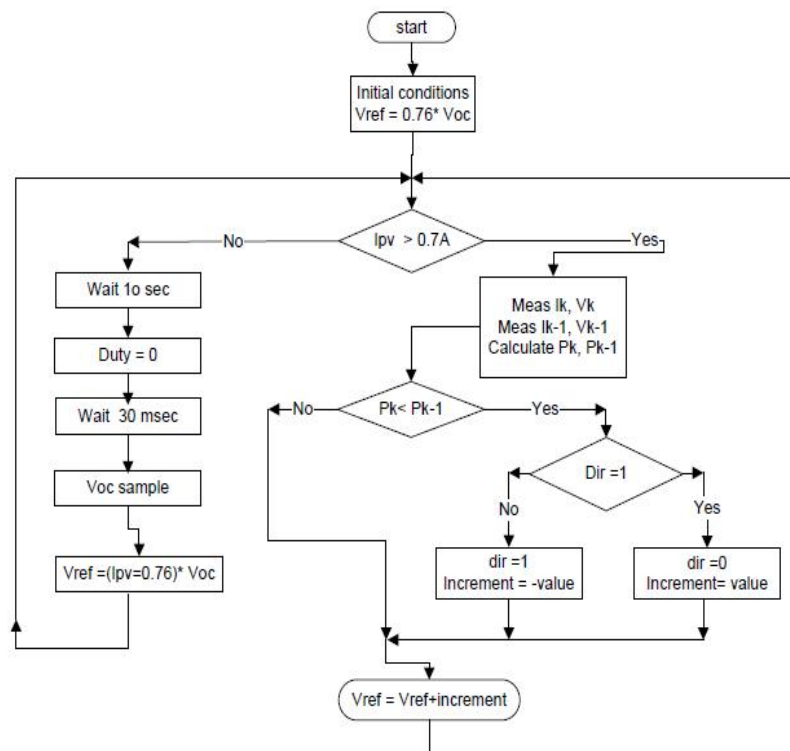 start
Initial conditions
Vref = 0.76* Voc
Ipv > 0.7A
No
Yes
Wait 1o sec
Duty = 0
Wait 30 msec
Voc sample
Vref =(Ipv=0.76)* Voc
Meas Ik, Vk
Meas Ik-1, Vk-1
Calculate Pk, Pk-1
Pk< Pk-1
No
Yes
Dir =1
No
Yes
dir =1
Increment = -value
dir =0
Increment= value
Vref = Vref+increment